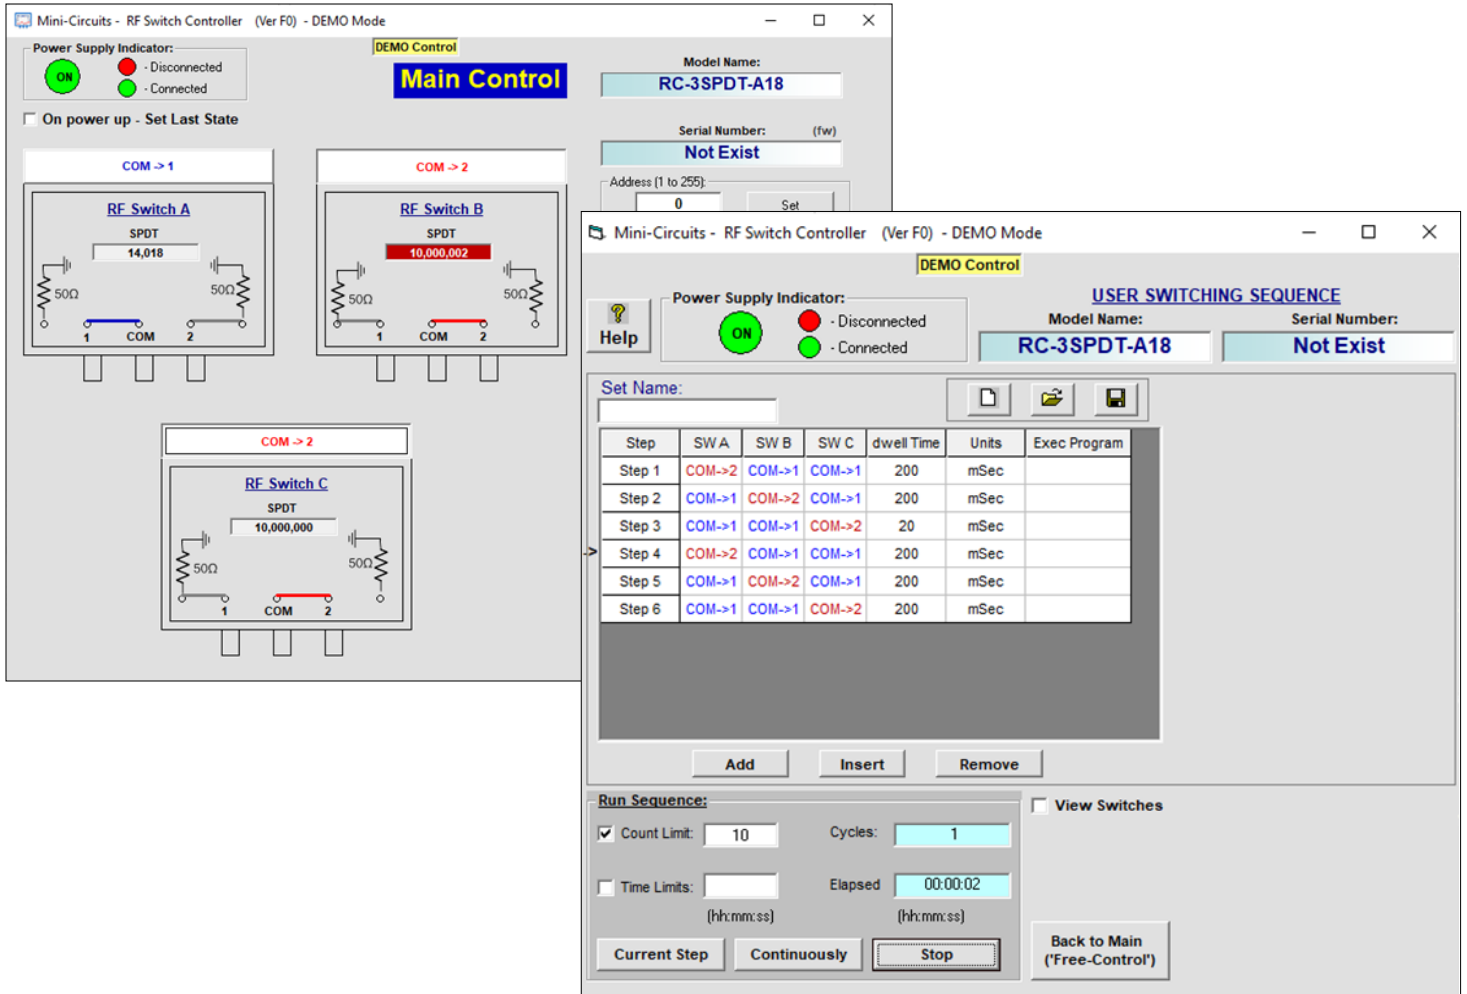 Mini-Circuits - RF Switch Controller (Ver F0) - DEMO Mode
Power Supply Indicator:
ON
- Disconnected
- Connected
DEMO Control
Main Control
Model Name:
RC-3SPDT-A18
On power up - Set Last State
Serial Number: (fw)
Not Exist
Address (1 to 255):
0
Set
COM -> 1
RF Switch A
SPDT
14,018
50Ω
50Ω
1 COM 2
COM -> 2
RF Switch B
SPDT
10,000,002
50Ω
50Ω
1 COM 2
COM -> 2
RF Switch C
SPDT
10,000,000
50Ω
50Ω
1 COM 2
Mini-Circuits - RF Switch Controller (Ver F0) - DEMO Mode
DEMO Control
?
Help
Power Supply Indicator:
ON
- Disconnected
- Connected
USER SWITCHING SEQUENCE
Model Name: Serial Number:
RC-3SPDT-A18 Not Exist
Set Name:
Step SW A SW B SW C dwell Time Units Exec Program
Step 1 COM->2 COM->1 COM->1 200 mSec
Step 2 COM->1 COM->2 COM->1 200 mSec
Step 3 COM->1 COM->1 COM->2 20 mSec
-> Step 4 COM->2 COM->1 COM->1 200 mSec
Step 5 COM->1 COM->2 COM->1 200 mSec
Step 6 COM->1 COM->1 COM->2 200 mSec
Add Insert Remove
Run Sequence:
Count Limit: 10 Cycles: 1
Time Limits: Elapsed 00:00:02
(hh:mm:ss) (hh:mm:ss)
Current Step Continuously Stop
View Switches
Back to Main
('Free-Control')